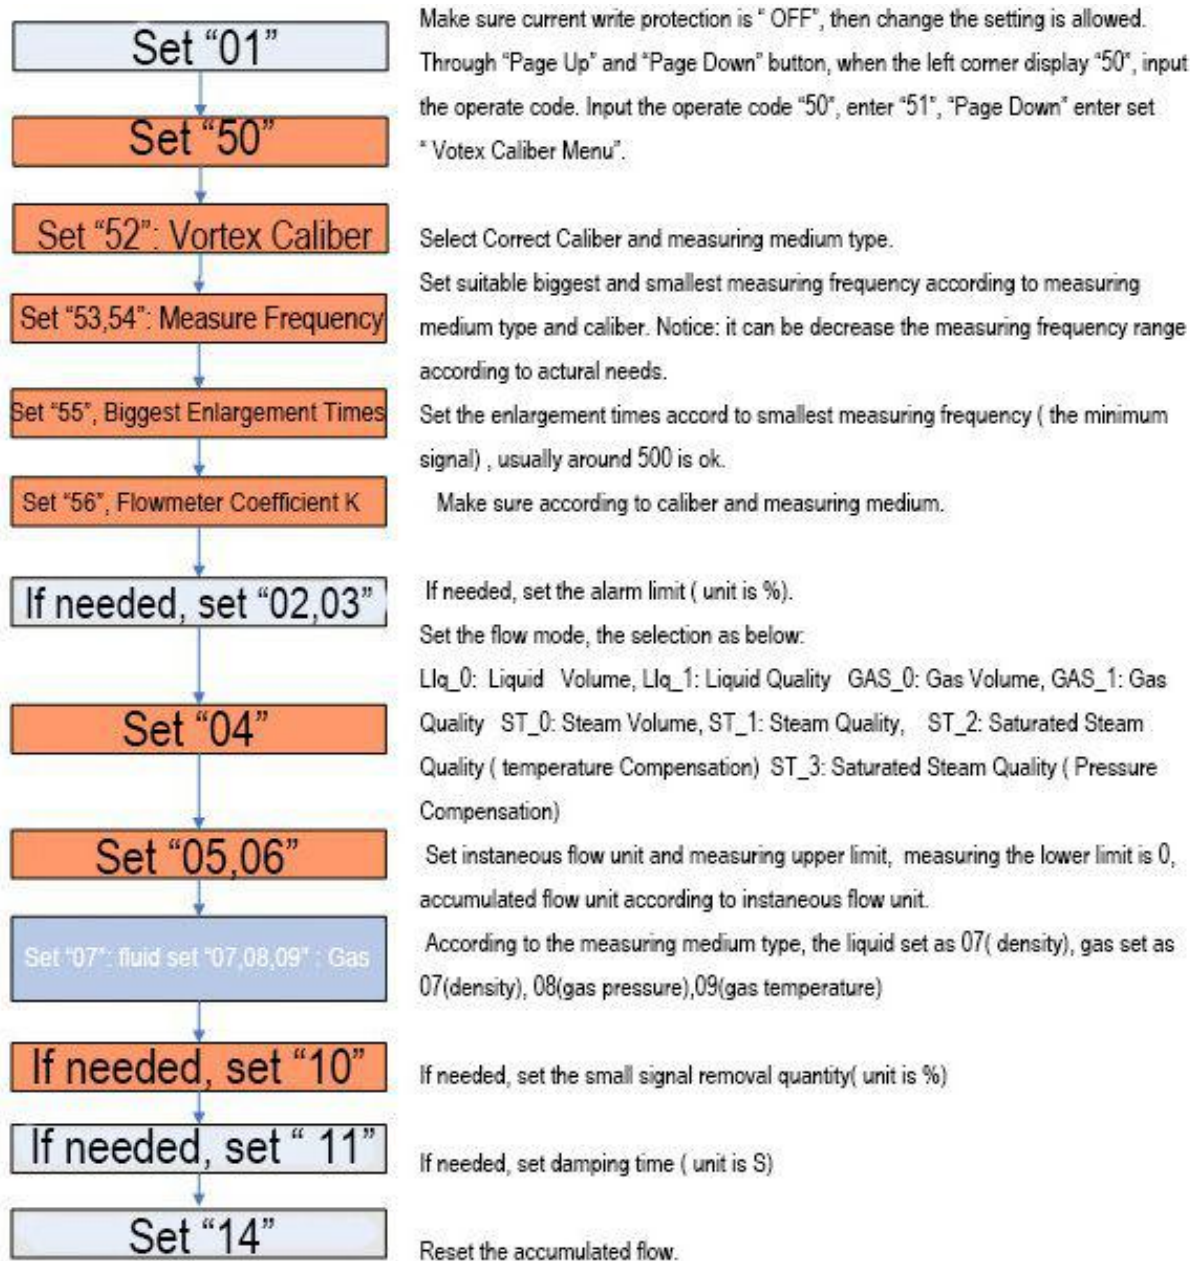 Set “01”
Make sure current write protection is “ OFF”, then change the setting is allowed.
Through “Page Up” and “Page Down” button, when the left corner display “50”, input
the operate code. Input the operate code “50”, enter “51”, “Page Down” enter set
“ Votex Caliber Menu”.
Set “50”
Set “52”: Vortex Caliber
Select Correct Caliber and measuring medium type.
Set “53,54”: Measure Frequency
Set suitable biggest and smallest measuring frequency according to measuring
medium type and caliber. Notice: it can be decrease the measuring frequency range
according to actural needs.
Set “55”, Biggest Enlargement Times
Set the enlargement times accord to smallest measuring frequency ( the minimum
signal) , usually around 500 is ok.
Set “56”, Flowmeter Coefficient K
Make sure according to caliber and measuring medium.
If needed, set “02,03”
If needed, set the alarm limit ( unit is %).
Set “04”
Set the flow mode, the selection as below:
LIq_0: Liquid Volume, LIq_1: Liquid Quality GAS_0: Gas Volume, GAS_1: Gas
Quality ST_0: Steam Volume, ST_1: Steam Quality, ST_2: Saturated Steam
Quality ( temperature Compensation) ST_3: Saturated Steam Quality ( Pressure
Compensation)
Set “05,06”
Set instaneous flow unit and measuring upper limit, measuring the lower limit is 0,
accumulated flow unit according to instaneous flow unit.
Set “07”: fluid set “07,08,09” : Gas
According to the measuring medium type, the liquid set as 07( density), gas set as
07(density), 08(gas pressure),09(gas temperature)
If needed, set “10”
If needed, set the small signal removal quantity( unit is %)
If needed, set “ 11”
If needed, set damping time ( unit is S)
Set “14”
Reset the accumulated flow.